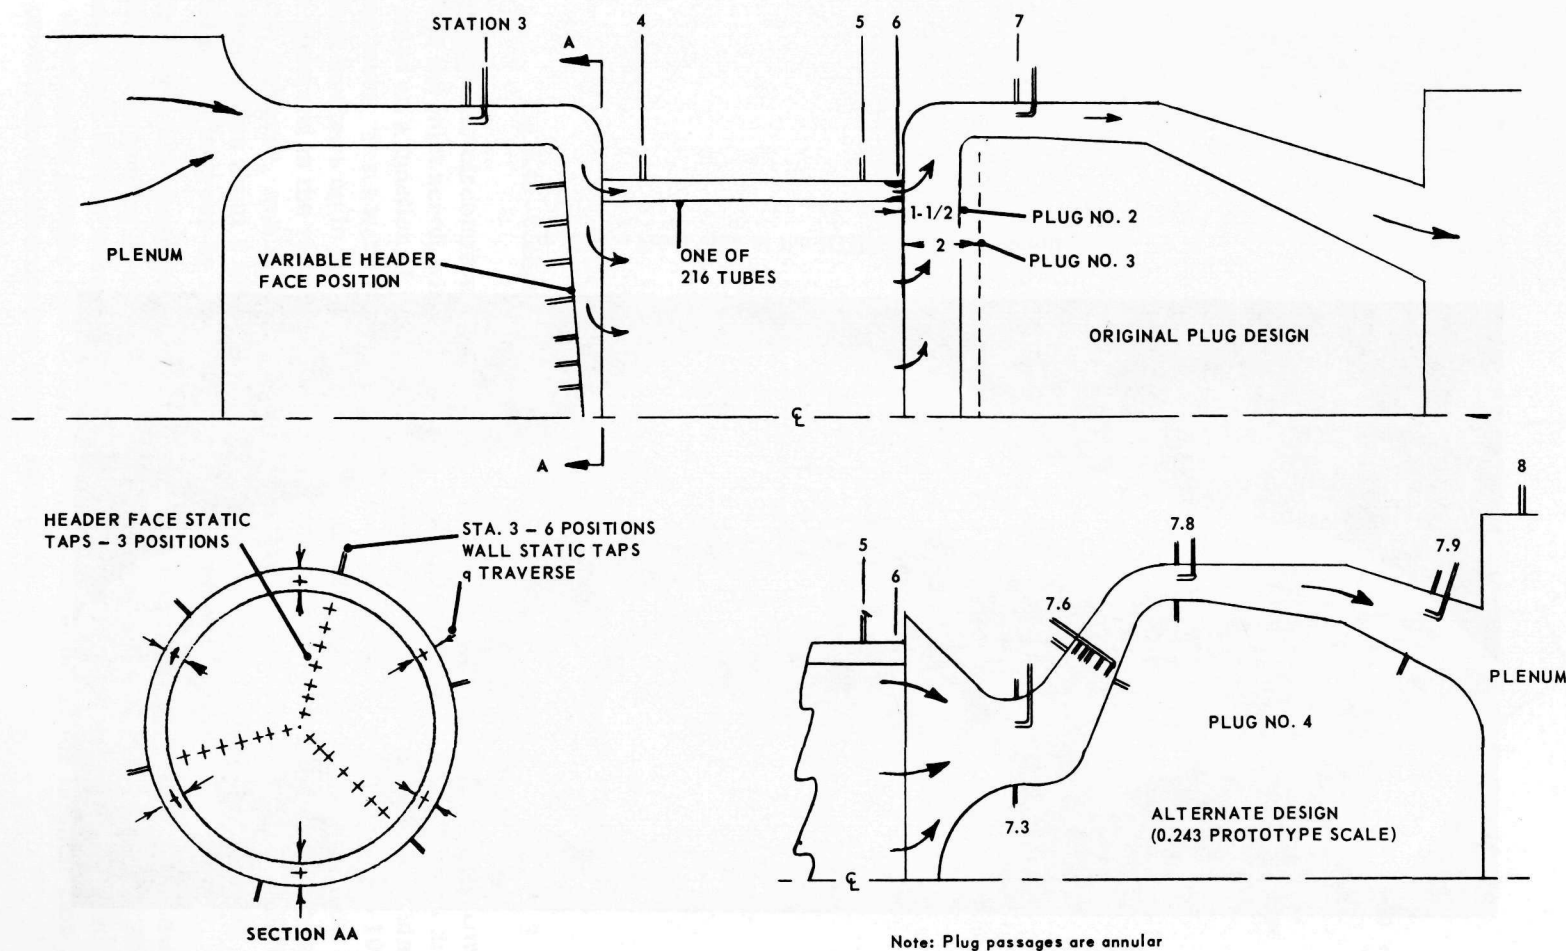 STATION 3
4
5
6
7
A
PLENUM
VARIABLE HEADER
FACE POSITION
ONE OF
216 TUBES
1-1/2
2
PLUG NO. 2
PLUG NO. 3
ORIGINAL PLUG DESIGN
℄
A
HEADER FACE STATIC
TAPS – 3 POSITIONS
STA. 3 – 6 POSITIONS
WALL STATIC TAPS
q TRAVERSE
SECTION AA
5
6
7.3
7.6
7.8
7.9
8
PLENUM
PLUG NO. 4
ALTERNATE DESIGN
(0.243 PROTOTYPE SCALE)
℄
Note: Plug passages are annular